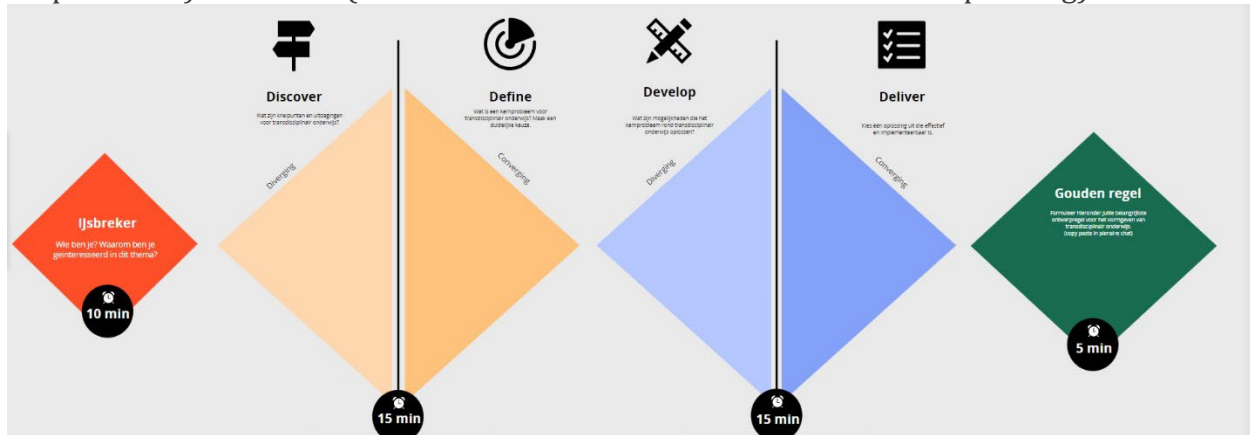 IJsbreker
Wie ben je? Waarom ben je
geïnteresseerd in dit thema?
10 min
Discover
Wat zijn knelpunten en uitdagingen
voor transdisciplinair onderwijs?
Diverging
Define
Wat is een kernprobleem voor
transdisciplinair onderwijs? Maak een
duidelijke keuze.
Converging
15 min
Develop
Wat zijn mogelijkheden die het
kernprobleem rond transdisciplinair
onderwijs oplossen?
Diverging
Deliver
Kies een oplossing uit die effectief
en implementeerbaar is.
Converging
15 min
Gouden regel
Formuleer hieronder jullie belangrijkste
ontwerpregel voor het vormgeven van
transdisciplinair onderwijs:
(copy paste in plenaire chat)
5 min